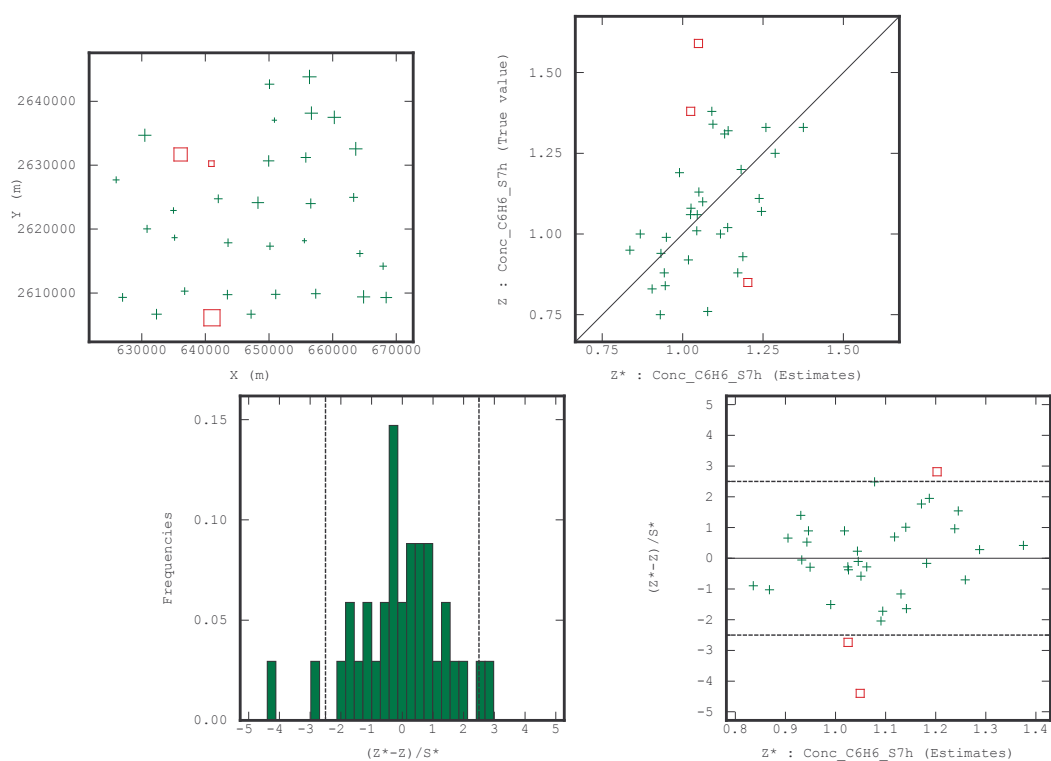 2640000
2630000
2620000
2610000
Y (m)
630000 640000 650000 660000 670000
X (m)
1.50
1.25
1.00
0.75
Z : Conc_C6H6_S7h (True value)
0.75 1.00 1.25 1.50
Z* : Conc_C6H6_S7h (Estimates)
0.15
0.10
0.05
0.00
Frequencies
-5 -4 -3 -2 -1 0 1 2 3 4 5
(Z*-Z)/S*
5
4
3
2
1
0
-1
-2
-3
-4
-5
(Z*-Z)/S*
0.8 0.9 1.0 1.1 1.2 1.3 1.4
Z* : Conc_C6H6_S7h (Estimates)